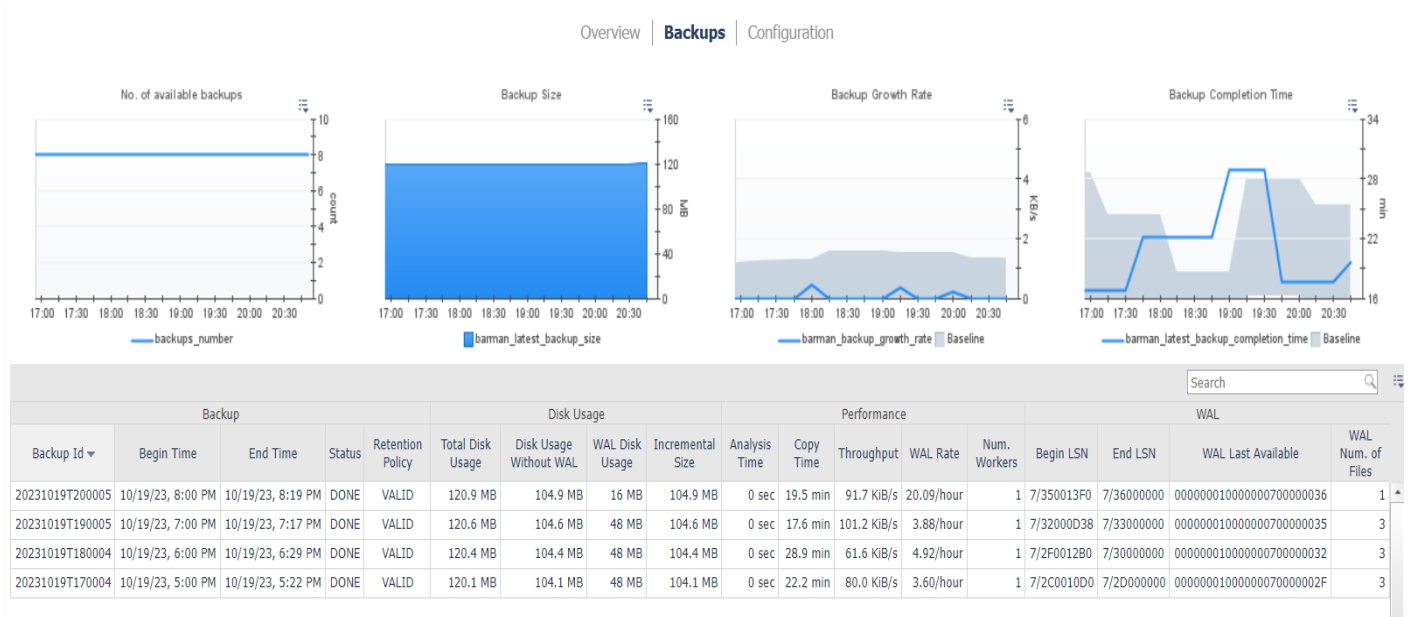 Overview | Backups | Configuration
No. of available backups
10
8
6
4
2
0
count
17:00 17:30 18:00 18:30 19:00 19:30 20:00 20:30
backups_number
Backup Size
160
120
80
40
0
MB
17:00 17:30 18:00 18:30 19:00 19:30 20:00 20:30
barman_latest_backup_size
Backup Growth Rate
6
4
2
0
KB/s
17:00 17:30 18:00 18:30 19:00 19:30 20:00 20:30
barman_backup_growth_rate Baseline
Backup Completion Time
34
28
22
16
min
17:00 17:30 18:00 18:30 19:00 19:30 20:00 20:30
barman_latest_backup_completion_time Baseline
Search
Backup Disk Usage Performance WAL
Backup Id Begin Time End Time Status Retention Policy Total Disk Usage Disk Usage Without WAL WAL Disk Usage Incremental Size Analysis Time Copy Time Throughput WAL Rate Num. Workers Begin LSN End LSN WAL Last Available WAL Num. of Files
20231019T200005 10/19/23, 8:00 PM 10/19/23, 8:19 PM DONE VALID 120.9 MB 104.9 MB 16 MB 104.9 MB 0 sec 19.5 min 91.7 KiB/s 20.09/hour 1 7/350013F0 7/36000000 000000010000000700000036 1
20231019T190005 10/19/23, 7:00 PM 10/19/23, 7:17 PM DONE VALID 120.6 MB 104.6 MB 48 MB 104.6 MB 0 sec 17.6 min 101.2 KiB/s 3.88/hour 1 7/32000D38 7/33000000 000000010000000700000035 3
20231019T180004 10/19/23, 6:00 PM 10/19/23, 6:29 PM DONE VALID 120.4 MB 104.4 MB 48 MB 104.4 MB 0 sec 28.9 min 61.6 KiB/s 4.92/hour 1 7/2F0012B0 7/30000000 000000010000000700000032 3
20231019T170004 10/19/23, 5:00 PM 10/19/23, 5:22 PM DONE VALID 120.1 MB 104.1 MB 48 MB 104.1 MB 0 sec 22.2 min 80.0 KiB/s 3.60/hour 1 7/2C0010D0 7/2D000000 00000001000000070000002F 3